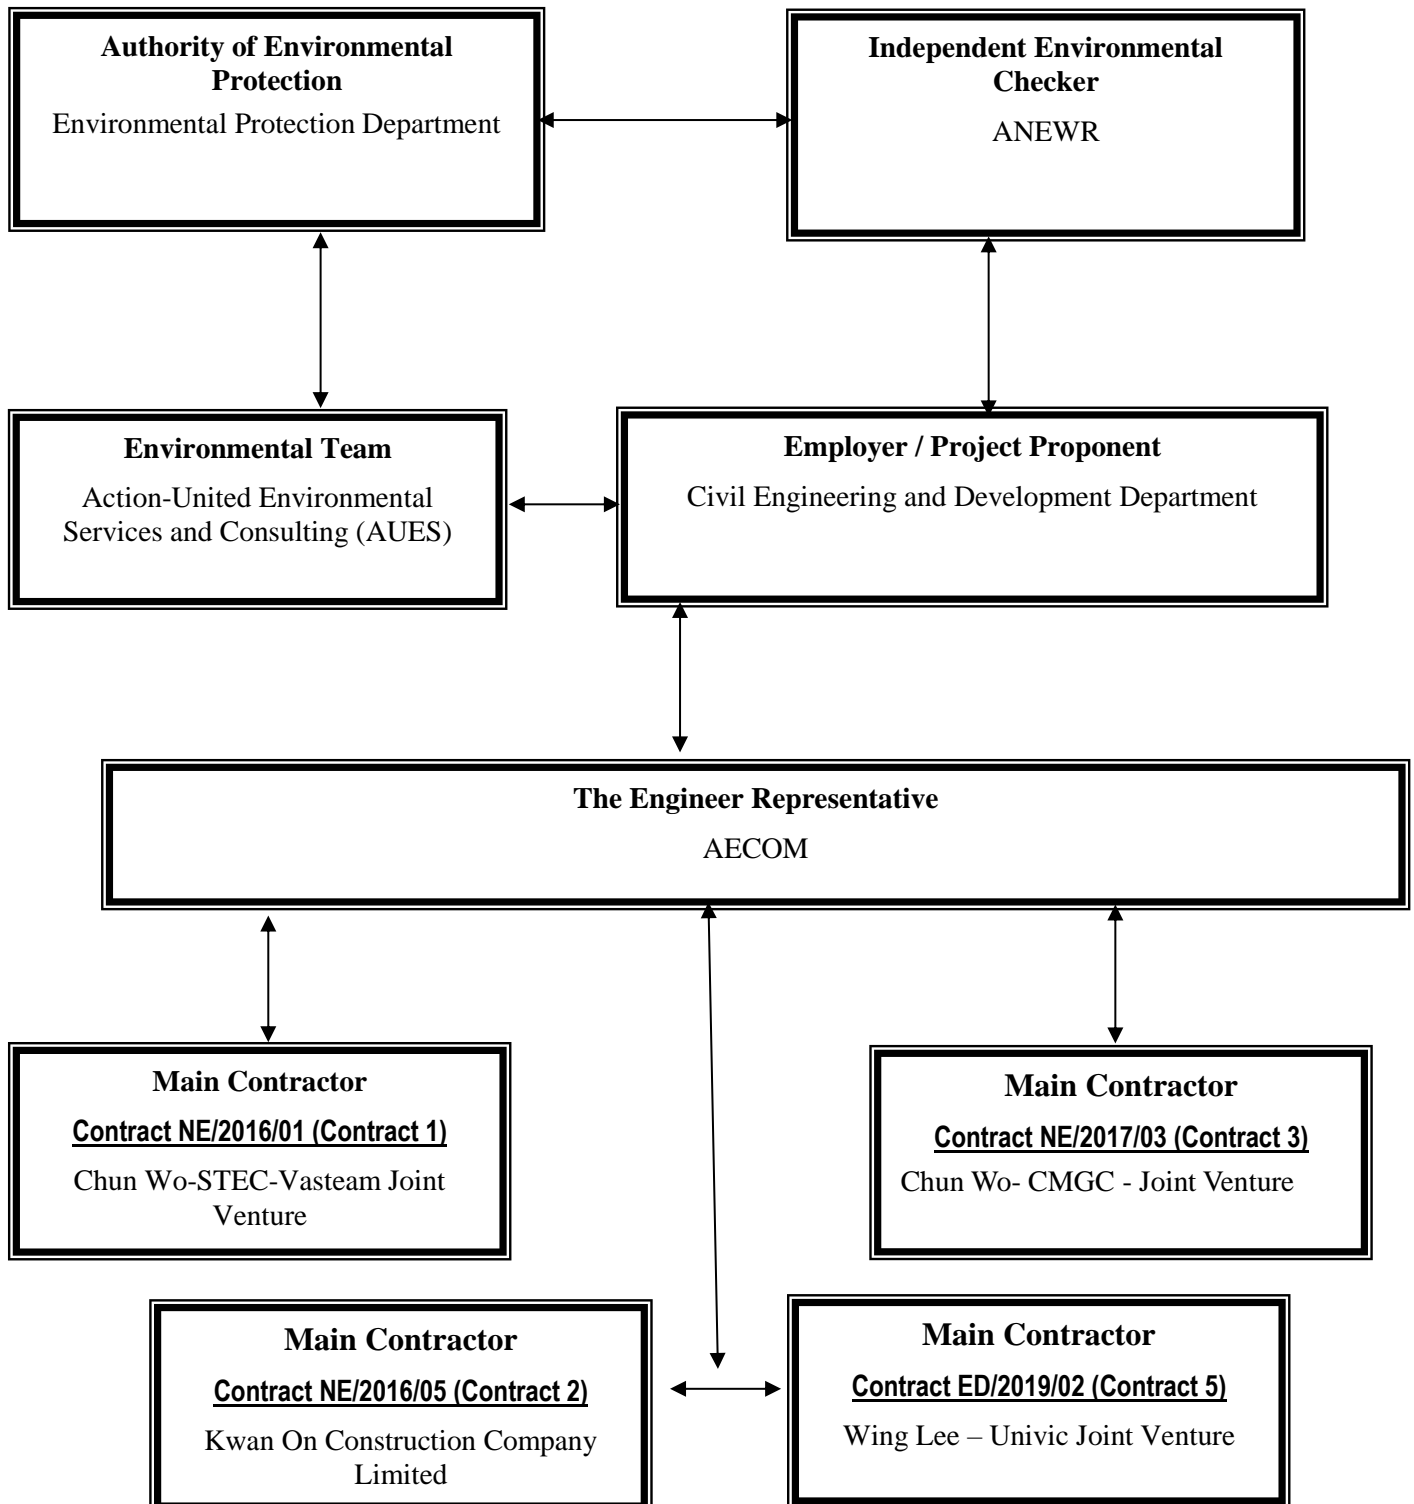 Authority of Environmental
Protection
Environmental Protection Department
Independent Environmental
Checker
ANEWR
Environmental Team
Action-United Environmental
Services and Consulting (AUES)
Employer / Project Proponent
Civil Engineering and Development Department
The Engineer Representative
AECOM
Main Contractor
Contract NE/2016/01 (Contract 1)
Chun Wo-STEC-Vasteam Joint
Venture
Main Contractor
Contract NE/2017/03 (Contract 3)
Chun Wo- CMGC - Joint Venture
Main Contractor
Contract NE/2016/05 (Contract 2)
Kwan On Construction Company
Limited
Main Contractor
Contract ED/2019/02 (Contract 5)
Wing Lee – Univic Joint Venture